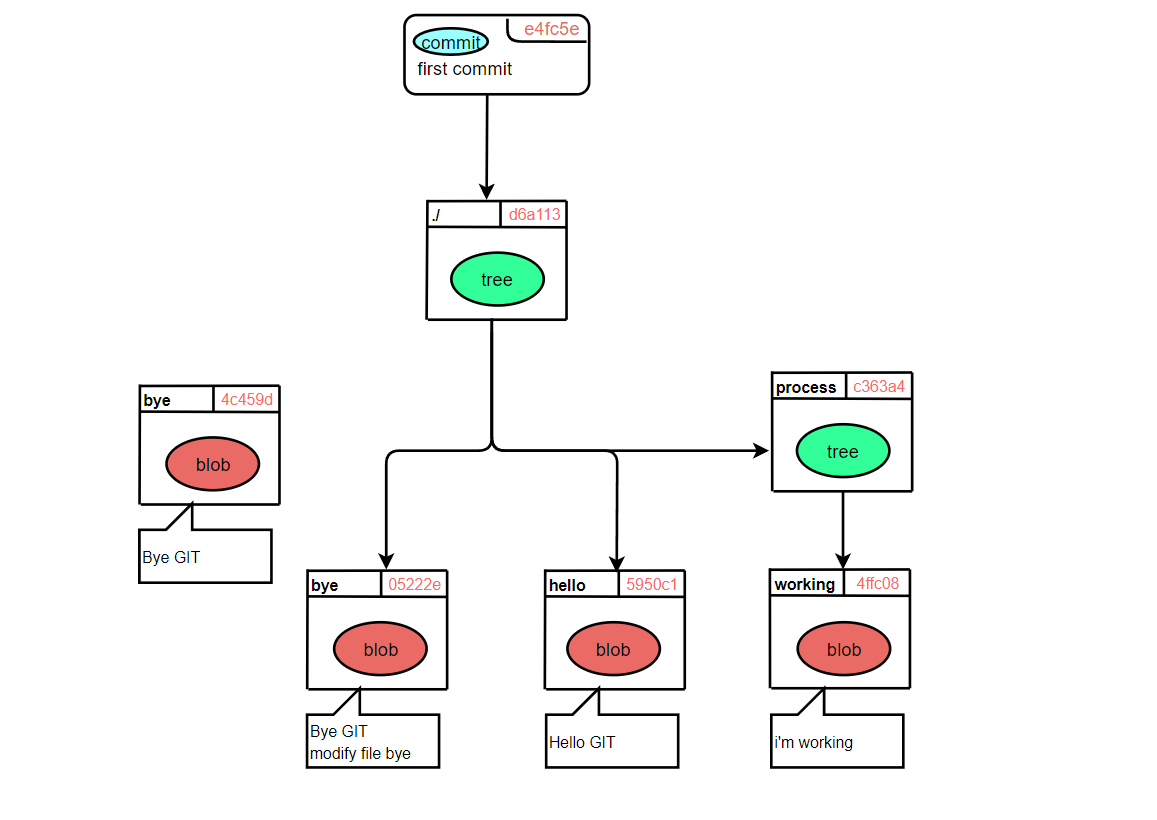 commit
e4fc5e
first commit
./
d6a113
tree
bye
4c459d
blob
Bye GIT
process
c363a4
tree
bye
05222e
blob
Bye GIT
modify file bye
hello
5950c1
blob
Hello GIT
working
4ffc08
blob
i'm working